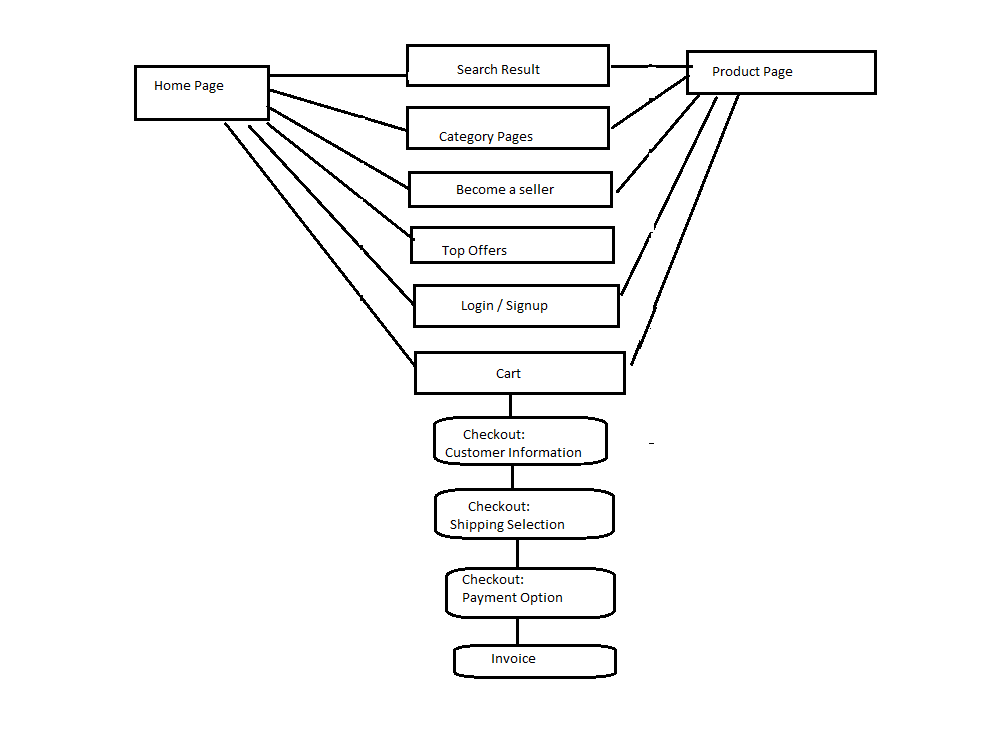 Home Page
Search Result
Product Page
Category Pages
Become a seller
Top Offers
Login / Signup
Cart
Checkout:
Customer Information
Checkout:
Shipping Selection
Checkout:
Payment Option
Invoice